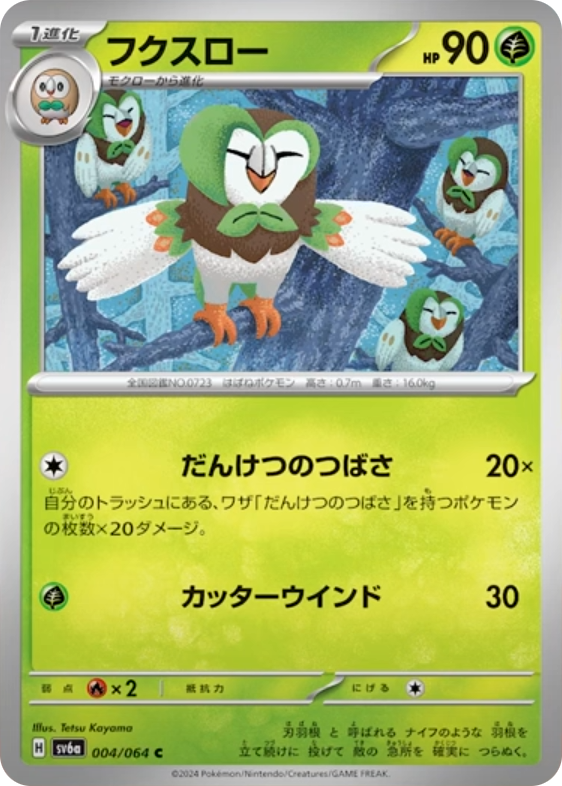 1進化
フクスロー
HP90
モクローから進化
全国図鑑NO.0723 はばねポケモン 高さ:0.7m 重さ:16.0kg
だんけつのつばさ 20×
自分のトラッシュにある、ワザ「だんけつのつばさ」を持つポケモン
の枚数×20ダメージ。
カッターウインド 30
弱点 ×2 抵抗力 にげる
Illus. Tetsu Kayama
H sv6a 004/064 C
刃羽根と 呼ばれる ナイフのような 羽根を
立て続けに 投げて 敵の 急所を 確実に つらぬく。
©2024 Pokémon/Nintendo/Creatures/GAME FREAK.